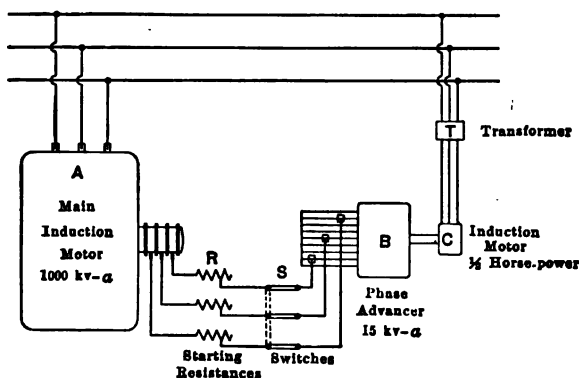 T
Transformer
A
Main
Induction
Motor
1000 kv-a
R
S
B
C
Induction
Motor
½ Horse-power
Phase
Advancer
15 kv-a
Starting
Resistances
Switches